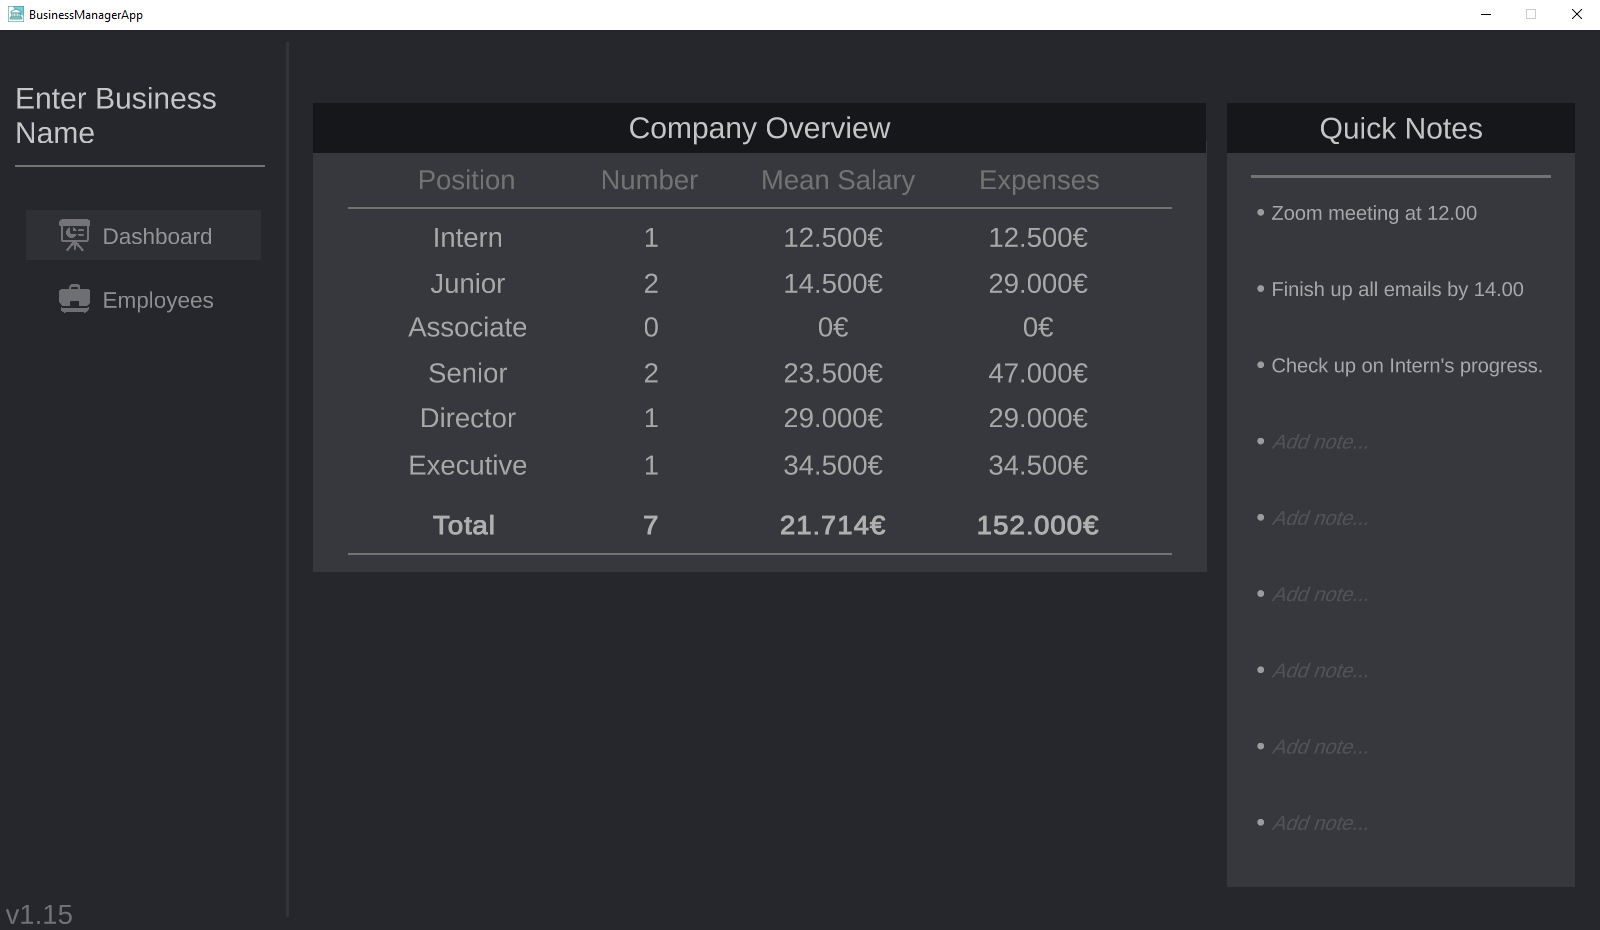 BusinessManagerApp
Enter Business
Name
Dashboard
Employees
v1.15
Company Overview
Position Number Mean Salary Expenses
Intern 1 12.500€ 12.500€
Junior 2 14.500€ 29.000€
Associate 0 0€ 0€
Senior 2 23.500€ 47.000€
Director 1 29.000€ 29.000€
Executive 1 34.500€ 34.500€
Total 7 21.714€ 152.000€
Quick Notes
• Zoom meeting at 12.00
• Finish up all emails by 14.00
• Check up on Intern's progress.
• Add note...
• Add note...
• Add note...
• Add note...
• Add note...
• Add note...